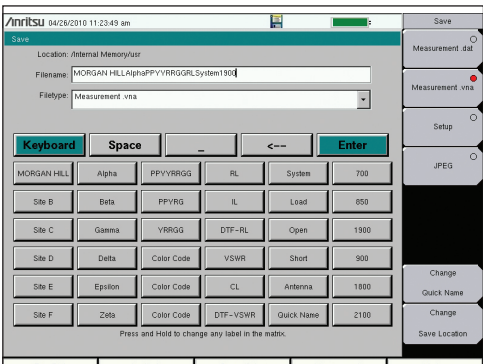 Anritsu 04/26/2010 11:23:49 am
Save
Save
Location: /Internal Memory/usr
Filename: MORGAN HILLAlphaPPYYRRGGRLSystem1900
Filetype: Measurement .vna
Keyboard Space _ <-- Enter
MORGAN HILL Alpha PPYYRRGG RL System 700
Site B Beta PPYRG IL Load 850
Site C Gamma YRRGG DTF-RL Open 1900
Site D Delta Color Code VSWR Short 900
Site E Epsilon Color Code CL Antenna 1800
Site F Zeta Color Code DTF-VSWR Quick Name 2100
Press and Hold to change any label in the matrix.
Measurement .dat
Measurement .vna
Setup
JPEG
Change
Quick Name
Change
Save Location